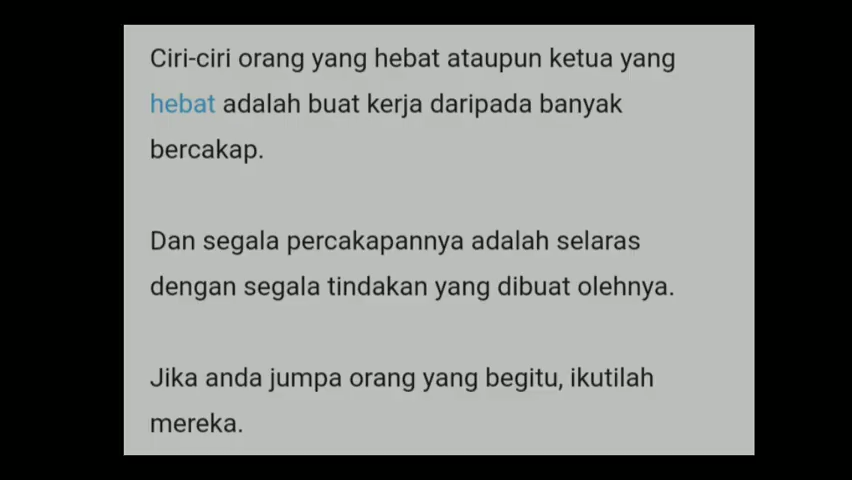 Ciri-ciri orang yang hebat ataupun ketua yang
hebat adalah buat kerja daripada banyak
bercakap.
Dan segala percakapannya adalah selaras
dengan segala tindakan yang dibuat olehnya.
Jika anda jumpa orang yang begitu, ikutilah
mereka.